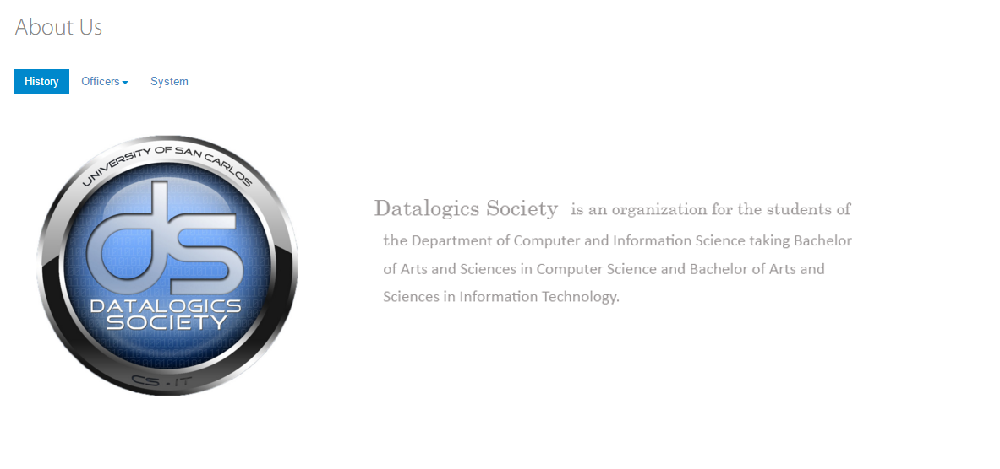 About Us
History Officers System
UNIVERSITY OF SAN CARLOS
ds
DATALOGICS
SOCIETY
CS - IT
Datalogics Society is an organization for the students of
the Department of Computer and Information Science taking Bachelor
of Arts and Sciences in Computer Science and Bachelor of Arts and
Sciences in Information Technology.